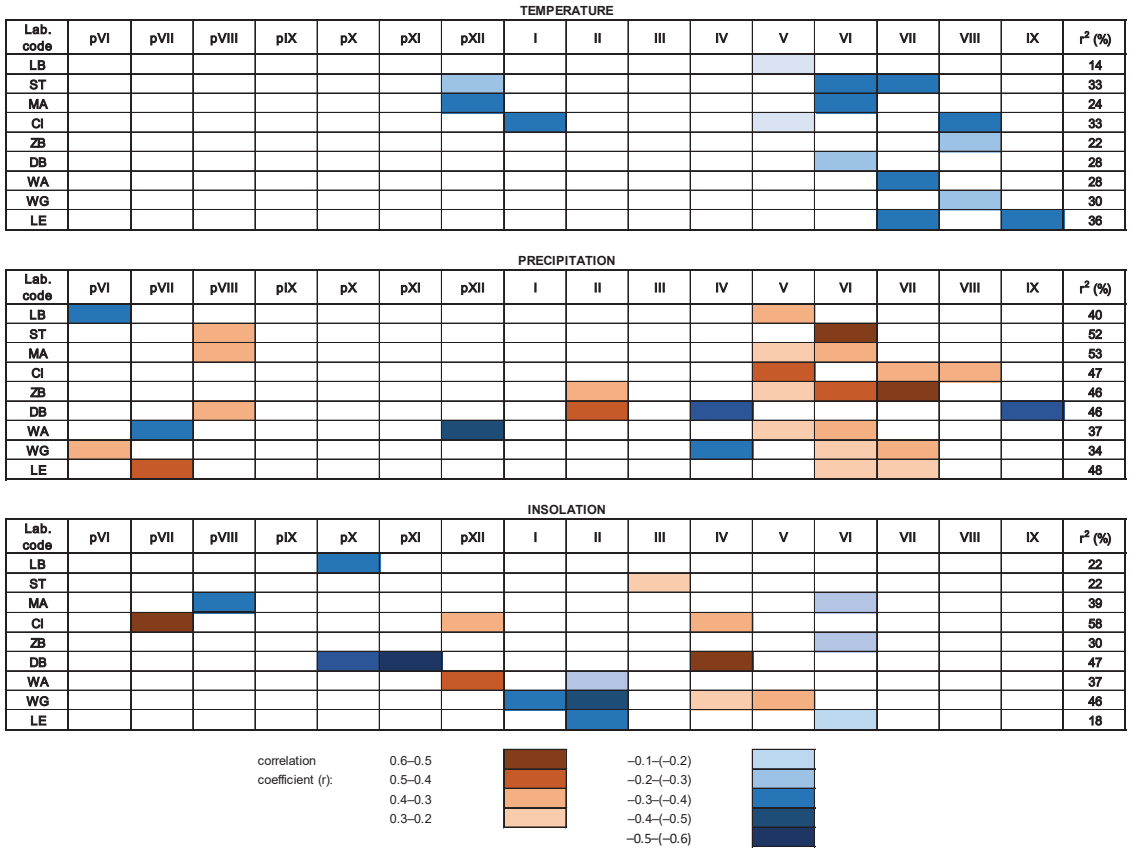 TEMPERATURE
Lab. code pVI pVII pVIII pIX pX pXI pXII I II III IV V VI VII VIII IX r² (%)
LB 14
ST 33
MA 24
CI 33
ZB 22
DB 28
WA 28
WG 30
LE 36
PRECIPITATION
Lab. code pVI pVII pVIII pIX pX pXI pXII I II III IV V VI VII VIII IX r² (%)
LB 40
ST 52
MA 53
CI 47
ZB 46
DB 46
WA 37
WG 34
LE 48
INSOLATION
Lab. code pVI pVII pVIII pIX pX pXI pXII I II III IV V VI VII VIII IX r² (%)
LB 22
ST 22
MA 39
CI 58
ZB 30
DB 47
WA 37
WG 46
LE 18
correlation 0.6–0.5 –0.1–(–0.2)
coefficient (r): 0.5–0.4 –0.2–(–0.3)
0.4–0.3 –0.3–(–0.4)
0.3–0.2 –0.4–(–0.5)
–0.5–(–0.6)